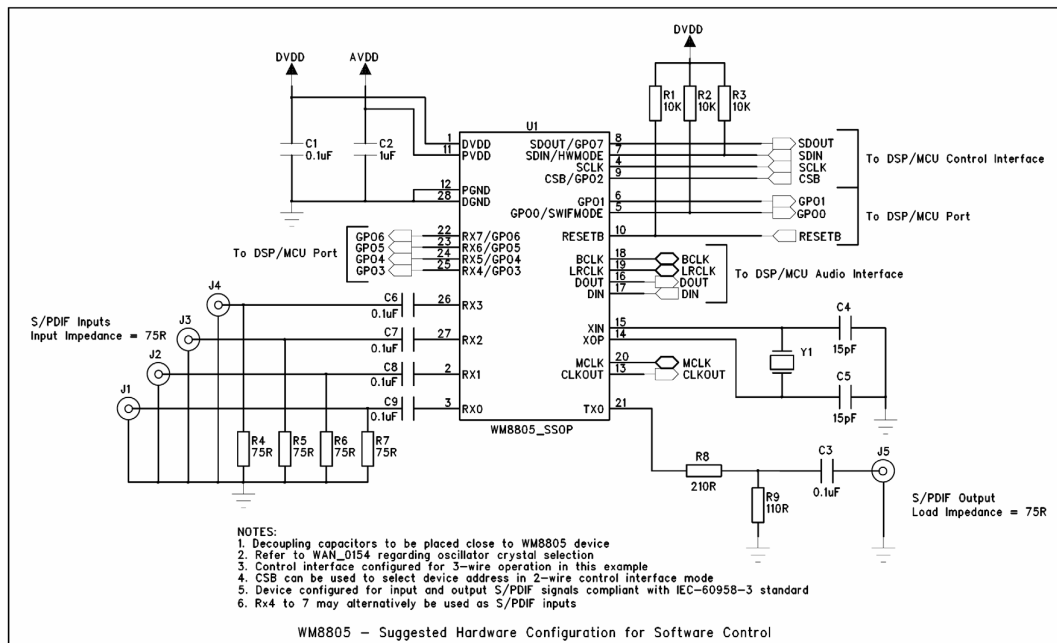 DVDD
AVDD
DVDD
C1
0.1uF
C2
1uF
R1
10K
R2
10K
R3
10K
U1
1 DVDD
11 PVDD
12 PGND
28 DGND
SDOUT/GPO7 8 SDOUT
SDIN/HWMODE 7 SDIN
SCLK 4 SCLK
CSB/GPO2 9 CSB
To DSP/MCU Control Interface
GPO1 6 GPO1
GPO0/SWIFMODE 5 GPO0
RESETB 10 RESETB
To DSP/MCU Port
To DSP/MCU Port
GPO6 22 RX7/GPO6
GPO5 23 RX6/GPO5
GPO4 24 RX5/GPO4
GPO3 25 RX4/GPO3
BCLK 18 BCLK
LRCLK 19 LRCLK
DOUT 16 DOUT
DIN 17 DIN
To DSP/MCU Audio Interface
S/PDIF Inputs
Input Impedance = 75R
J4
C6
0.1uF
26 RX3
J3
C7
0.1uF
27 RX2
J2
C8
0.1uF
2 RX1
J1
C9
0.1uF
3 RX0
R4
75R
R5
75R
R6
75R
R7
75R
XIN 15
XOP 14
C4
15pF
Y1
C5
15pF
MCLK 20 MCLK
CLKOUT 13 CLKOUT
TX0 21
WM8805_SSOP
R8
210R
R9
110R
C3
0.1uF
J5
S/PDIF Output
Load Impedance = 75R
NOTES:
1. Decoupling capacitors to be placed close to WM8805 device
2. Refer to WAN_0154 regarding oscillator crystal selection
3. Control interface configured for 3-wire operation in this example
4. CSB can be used to select device address in 2-wire control interface mode
5. Device configured for input and output S/PDIF signals compliant with IEC-60958-3 standard
6. Rx4 to 7 may alternatively be used as S/PDIF inputs
WM8805 - Suggested Hardware Configuration for Software Control